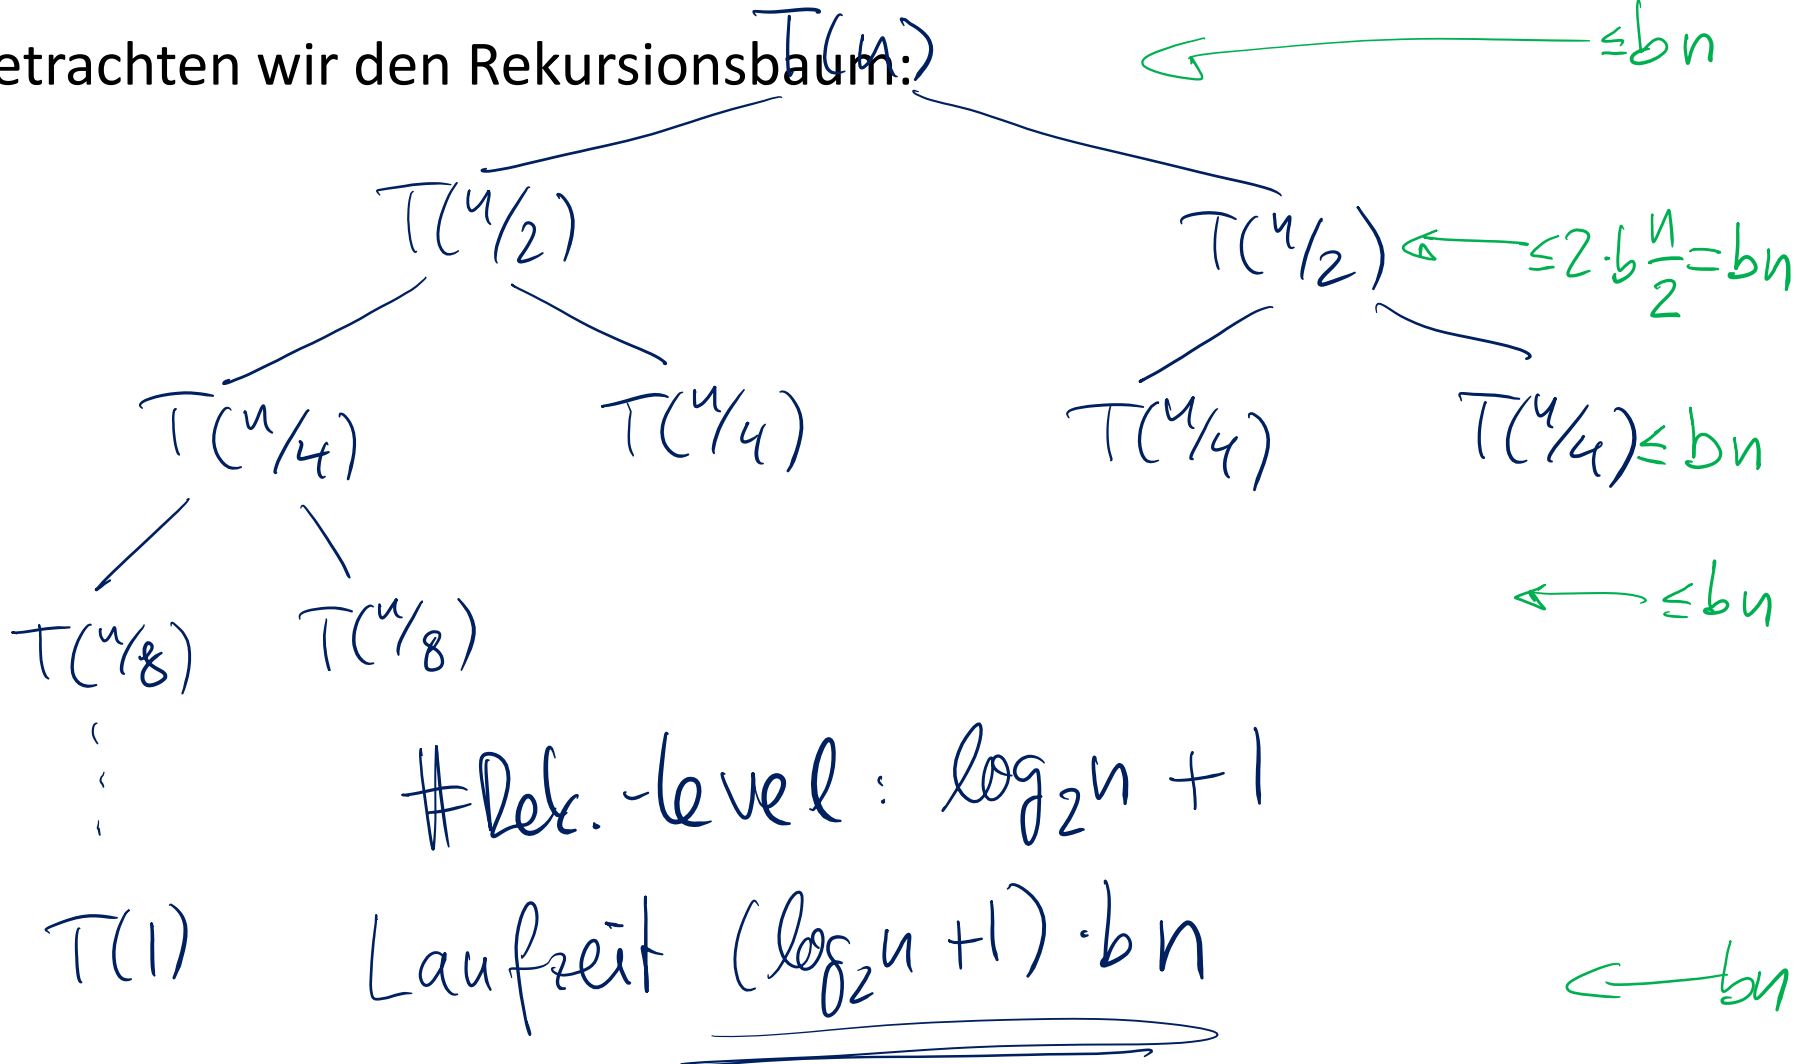 etrachten wir den Rekursionsbaum: T(n) ≤ bn
T(n/2) T(n/2) ≤ 2·b n/2 = bn
T(n/4) T(n/4) T(n/4) T(n/4) ≤ bn
≤ bn
T(n/8) T(n/8)
#Rek.-level: log₂n + 1
T(1) Laufzeit (log₂n + 1)·bn bn